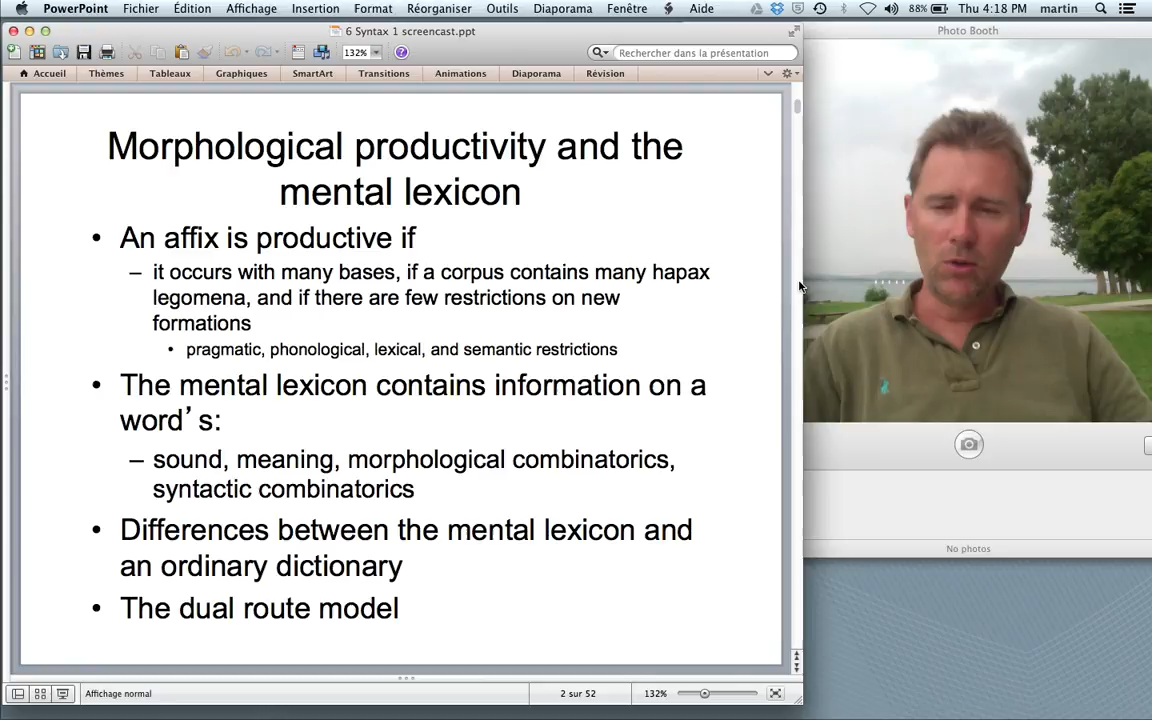 PowerPoint Fichier Édition Affichage Insertion Format Réorganiser Outils Diaporama Fenêtre Aide 88% Thu 4:18 PM martin
6 Syntax 1 screencast.ppt
Photo Booth
132% Rechercher dans la présentation
Accueil Thèmes Tableaux Graphiques SmartArt Transitions Animations Diaporama Révision
Morphological productivity and the
mental lexicon
• An affix is productive if
– it occurs with many bases, if a corpus contains many hapax
legomena, and if there are few restrictions on new
formations
• pragmatic, phonological, lexical, and semantic restrictions
• The mental lexicon contains information on a
word’s:
– sound, meaning, morphological combinatorics,
syntactic combinatorics
• Differences between the mental lexicon and
an ordinary dictionary
• The dual route model
No photos
Affichage normal 2 sur 52 132%